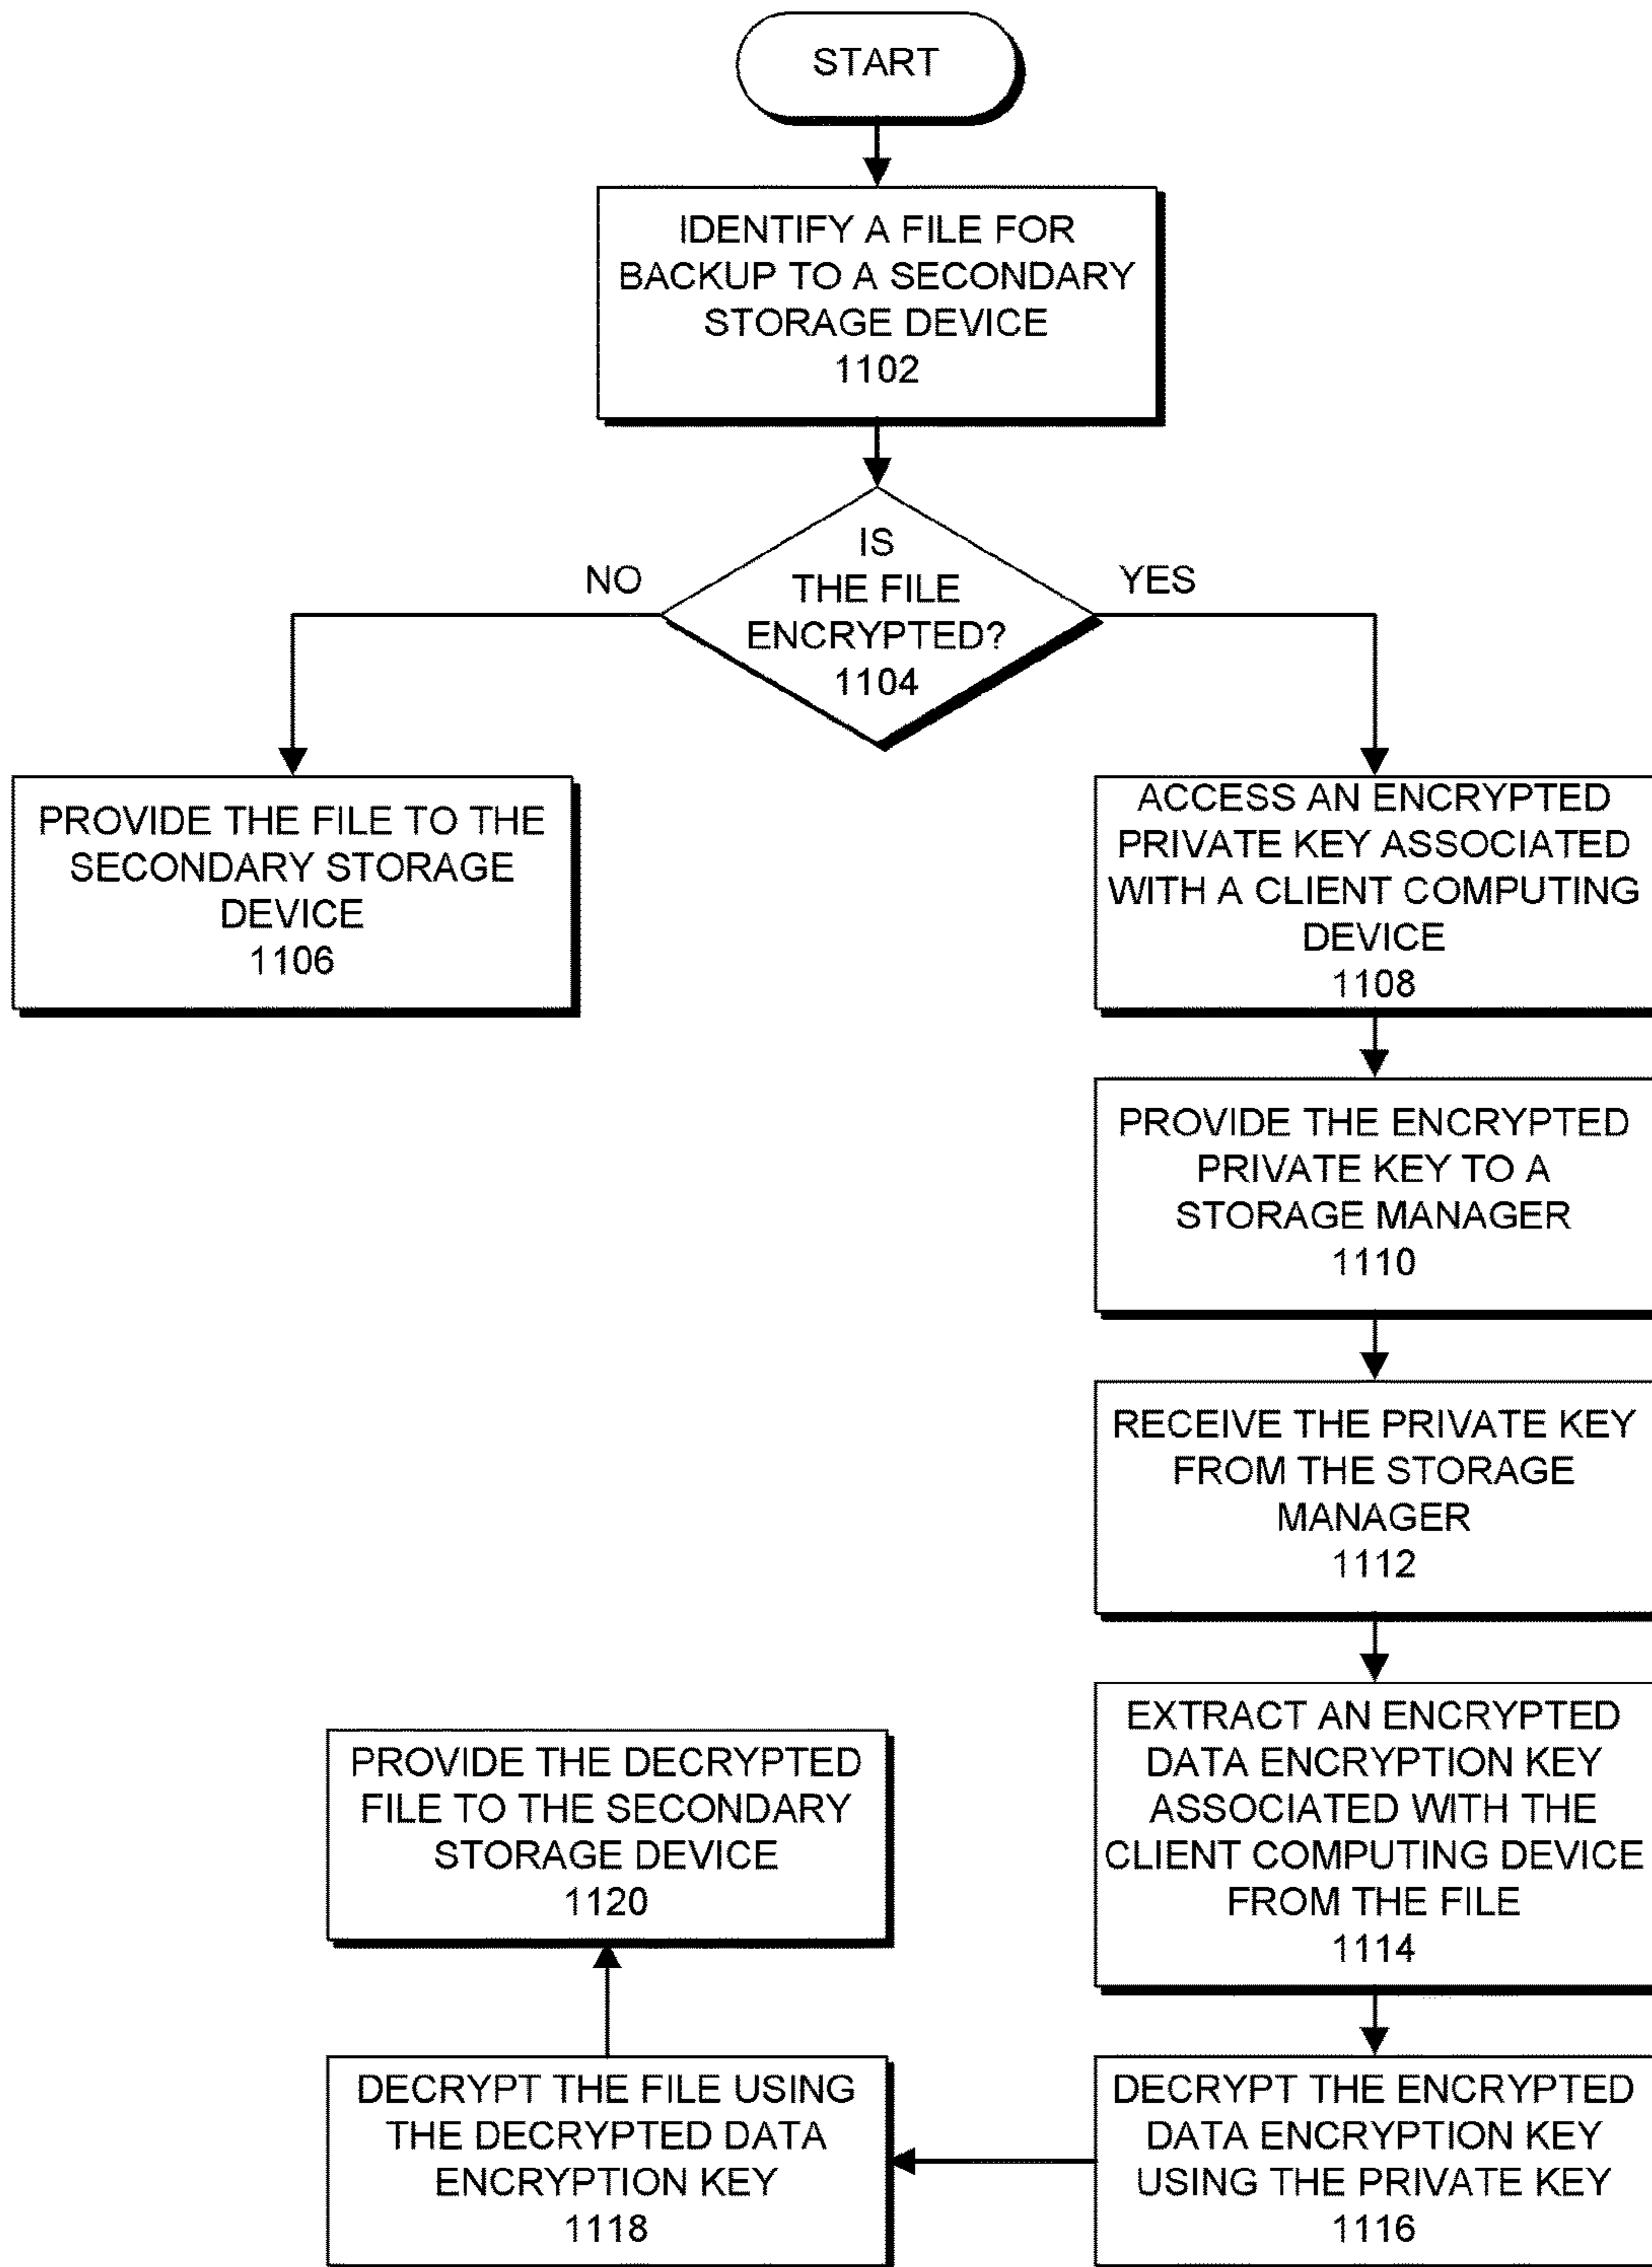 START
IDENTIFY A FILE FOR
BACKUP TO A SECONDARY
STORAGE DEVICE
1102
IS
THE FILE
ENCRYPTED?
1104
NO
YES
PROVIDE THE FILE TO THE
SECONDARY STORAGE
DEVICE
1106
ACCESS AN ENCRYPTED
PRIVATE KEY ASSOCIATED
WITH A CLIENT COMPUTING
DEVICE
1108
PROVIDE THE ENCRYPTED
PRIVATE KEY TO A
STORAGE MANAGER
1110
RECEIVE THE PRIVATE KEY
FROM THE STORAGE
MANAGER
1112
EXTRACT AN ENCRYPTED
DATA ENCRYPTION KEY
ASSOCIATED WITH THE
CLIENT COMPUTING DEVICE
FROM THE FILE
1114
DECRYPT THE ENCRYPTED
DATA ENCRYPTION KEY
USING THE PRIVATE KEY
1116
DECRYPT THE FILE USING
THE DECRYPTED DATA
ENCRYPTION KEY
1118
PROVIDE THE DECRYPTED
FILE TO THE SECONDARY
STORAGE DEVICE
1120